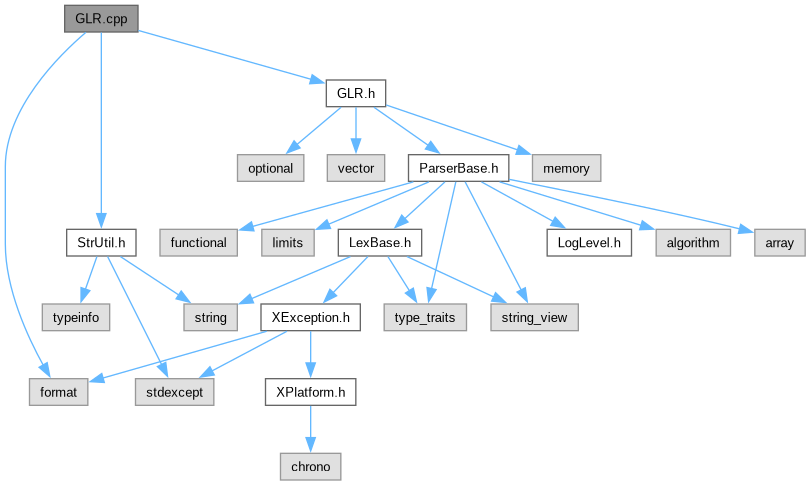 GLR.cpp
GLR.h
optional
vector
ParserBase.h
memory
StrUtil.h
functional
limits
LexBase.h
LogLevel.h
algorithm
array
typeinfo
string
XException.h
type_traits
string_view
format
stdexcept
XPlatform.h
chrono